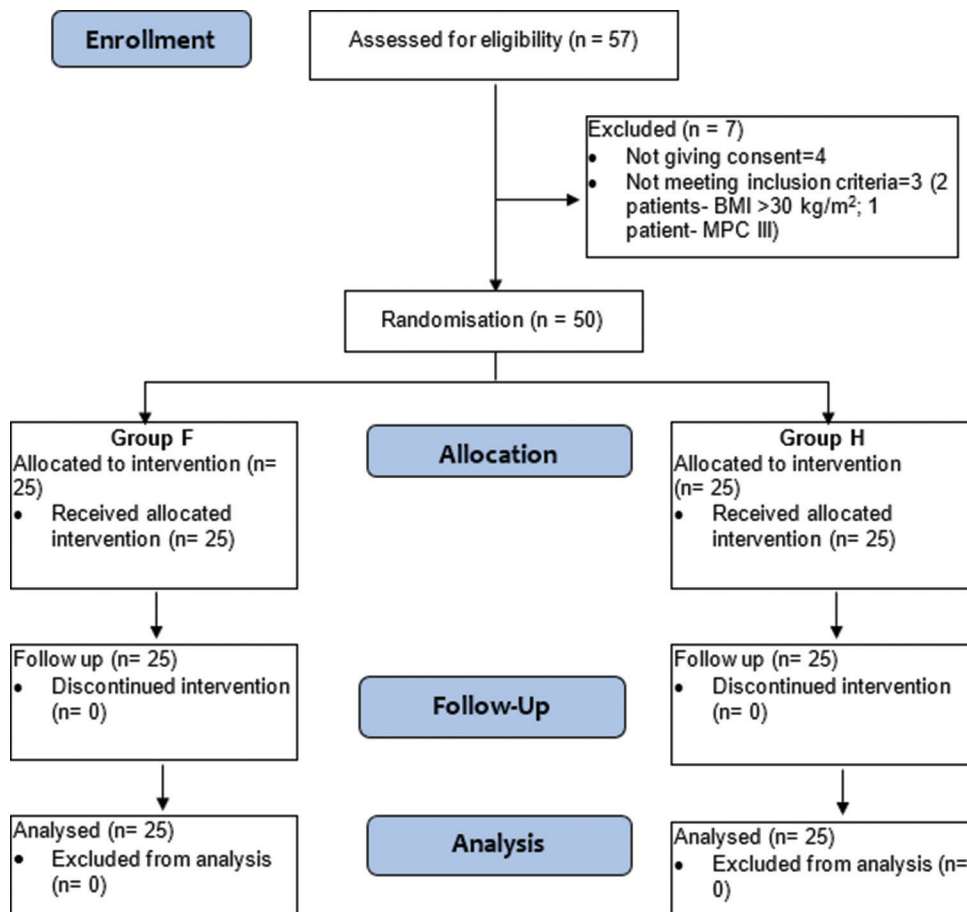 Enrollment
Assessed for eligibility (n = 57)
Excluded (n = 7)
• Not giving consent=4
• Not meeting inclusion criteria=3 (2
patients- BMI >30 kg/m²; 1
patient- MPC III)
Randomisation (n = 50)
Group F
Allocated to intervention (n=
25)
• Received allocated
intervention (n= 25)
Allocation
Group H
Allocated to intervention
(n= 25)
• Received allocated
intervention (n= 25)
Follow up (n= 25)
• Discontinued intervention
(n= 0)
Follow-Up
Follow up (n= 25)
• Discontinued intervention
(n= 0)
Analysed (n= 25)
• Excluded from analysis
(n= 0)
Analysis
Analysed (n= 25)
• Excluded from analysis (n=
0)